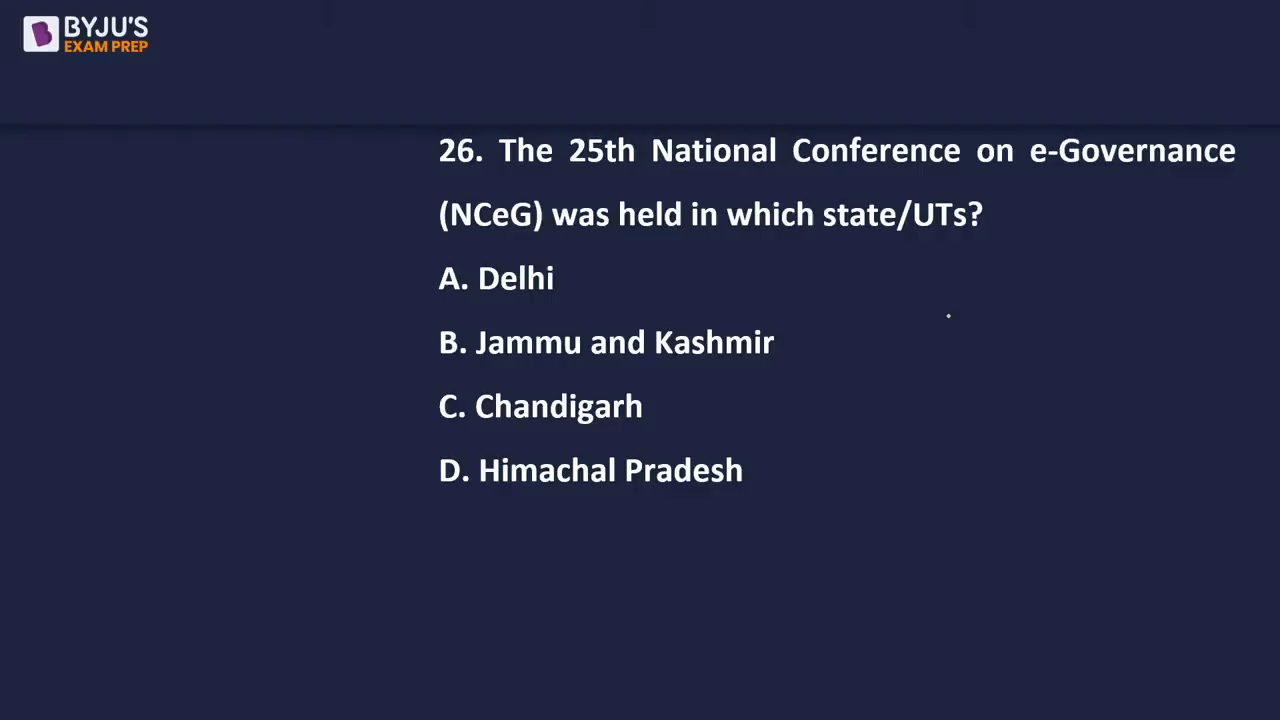 BYJU'S
EXAM PREP
26. The 25th National Conference on e-Governance
(NCeG) was held in which state/UTs?
A. Delhi
B. Jammu and Kashmir
C. Chandigarh
D. Himachal Pradesh